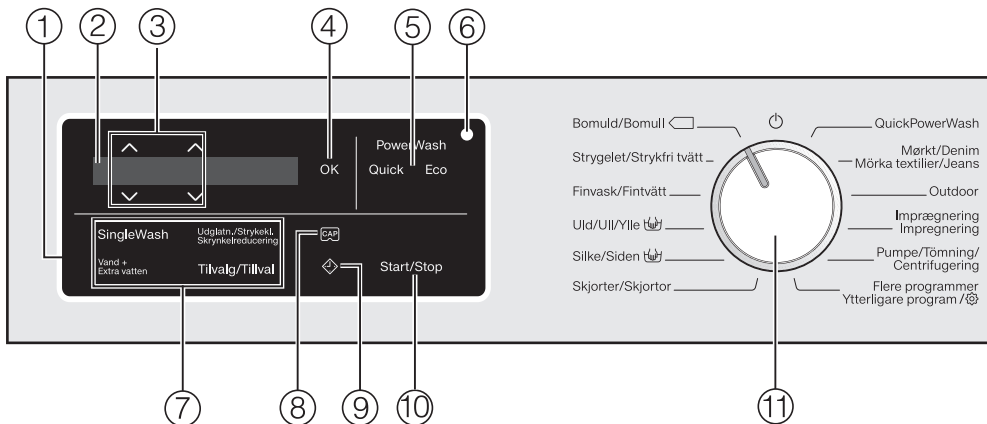 ① ② ③ ④ ⑤ ⑥
PowerWash
OK Quick Eco
SingleWash
Udglatn./Strykekl.
Skrynkelreducering
Vand +
Extra vatten
Tilvalg/Tillval
CAP
Start/Stop
Bomuld/Bomull
Strygelet/Strykfri tvätt
Finvask/Fintvätt
Uld/Ull/Ylle
Silke/Siden
Skjorter/Skjortor
QuickPowerWash
Mørkt/Denim
Mörka textilier/Jeans
Outdoor
Imprægnering
Impregnering
Pumpe/Tömning/
Centrifugering
Flere programmer
Ytterligare program /
⑦ ⑧ ⑨ ⑩ ⑪